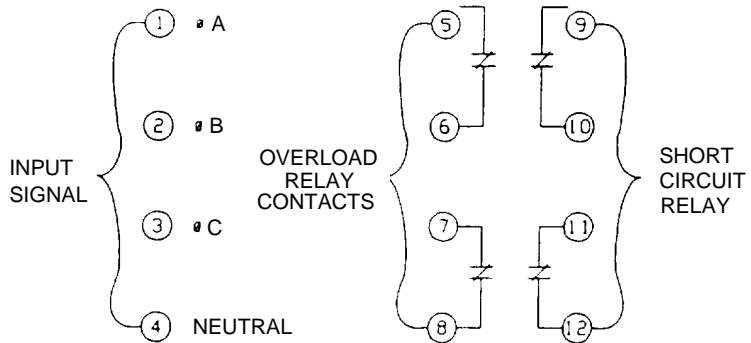 1 ø A
2 ø B
3 ø C
4 NEUTRAL
INPUT
SIGNAL
5
6
7
8
OVERLOAD
RELAY
CONTACTS
9
10
11
12
SHORT
CIRCUIT
RELAY